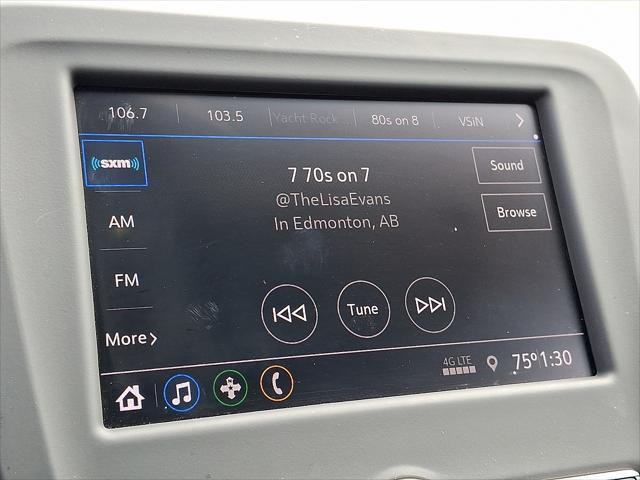 106.7 103.5 Yacht Rock... 80s on 8 VSiN
sxm
7 70s on 7
Sound
@TheLisaEvans
In Edmonton, AB
Browse
AM
FM
Tune
More
4G LTE
75º 1:30